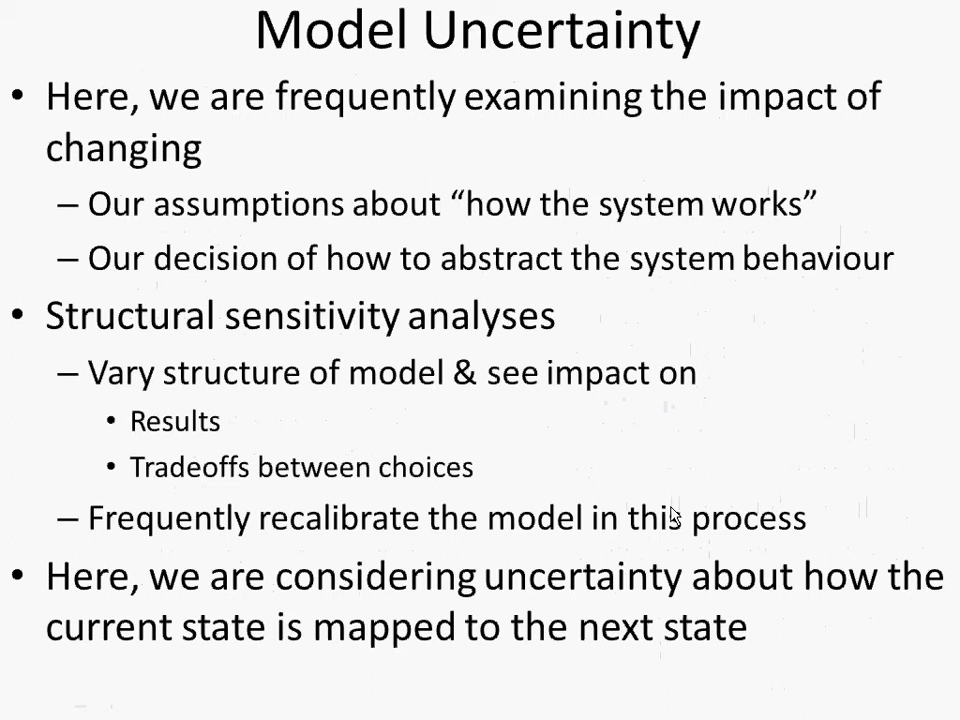 Model Uncertainty
• Here, we are frequently examining the impact of
changing
– Our assumptions about “how the system works”
– Our decision of how to abstract the system behaviour
• Structural sensitivity analyses
– Vary structure of model & see impact on
• Results
• Tradeoffs between choices
– Frequently recalibrate the model in this process
• Here, we are considering uncertainty about how the
current state is mapped to the next state